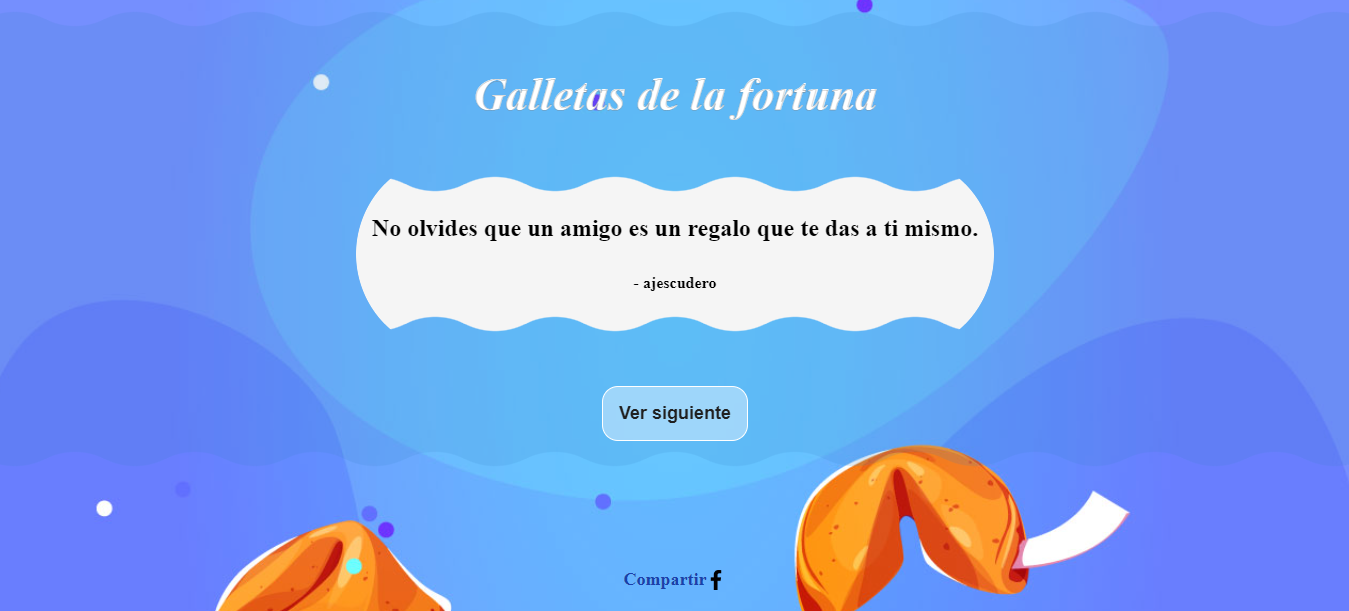 Galletas de la fortuna
No olvides que un amigo es un regalo que te das a ti mismo.
- ajescudero
Ver siguiente
Compartir